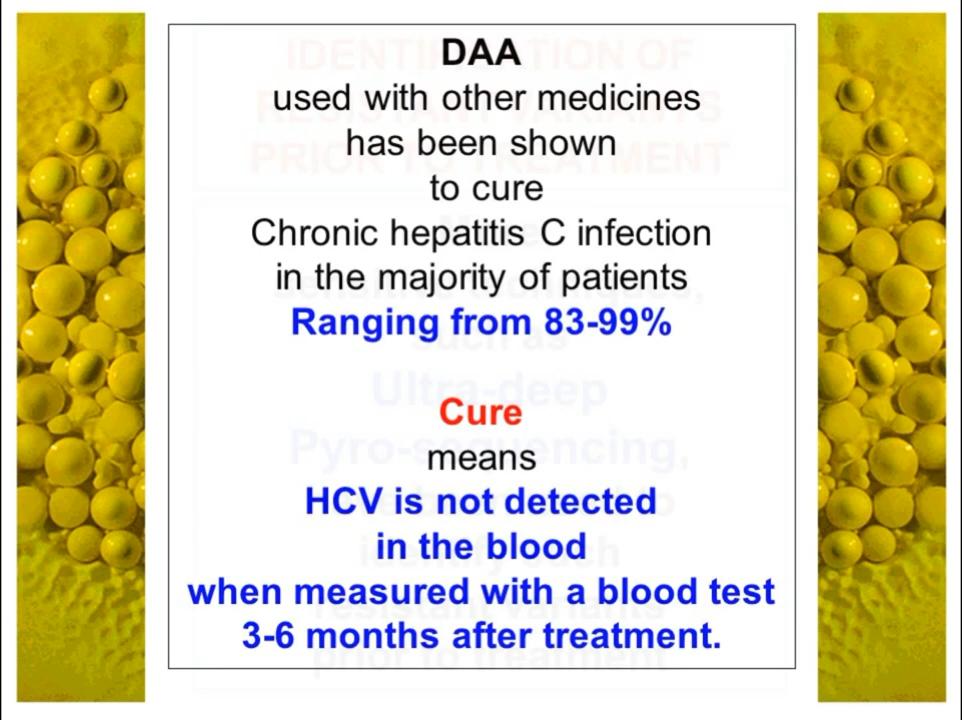 DAA
used with other medicines
has been shown
to cure
Chronic hepatitis C infection
in the majority of patients
Ranging from 83-99%
Cure
means
HCV is not detected
in the blood
when measured with a blood test
3-6 months after treatment.